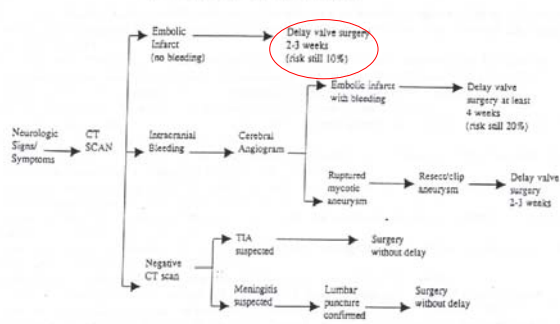 Embolic
Infarct
(no bleeding)
Delay valve surgery
2-3 weeks
(risk still 10%)
Embolic infarct
with bleeding
Delay valve
surgery at least
4 weeks
(risk still 20%)
Neurologic
Signs/
Symptoms
CT
SCAN
Intracranial
Bleeding
Cerebral
Angiogram
Ruptured
mycotic
aneurysm
Resect/clip
aneurysm
Delay valve
surgery
2-3 weeks
Negative
CT scan
TIA
suspected
Surgery
without delay
Meningitis
suspected
Lumbar
puncture
confirmed
Surgery
without delay